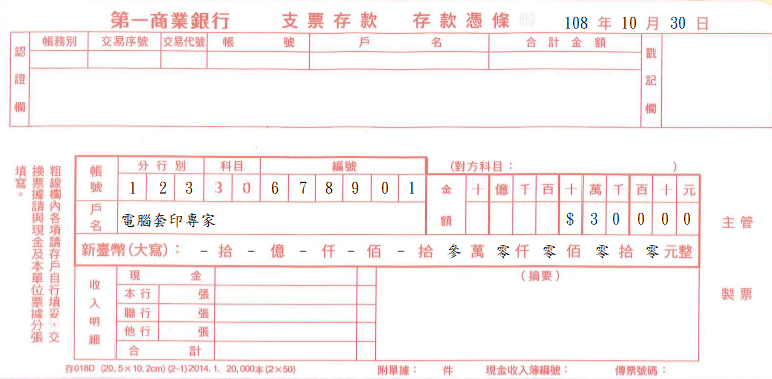 第一商業銀行 支票存款 存款憑條 108 年 10 月 30 日
認證欄 帳務別 交易序號 交易代號 帳號 戶名 合計金額 戳記欄
粗線欄內各項請存戶自行填妥,交
換票據請與現金及本單位票據分張
填寫。
帳號 分行別 科目 編號 (對方科目: )
1 2 3 3 0 6 7 8 9 0 1 金額 十 億 千 百 十 萬 千 百 十 元
$ 3 0 0 0 0
戶名 電腦套印專家 主管
新臺幣(大寫): - 拾 - 億 - 仟 - 佰 - 拾 參 萬 零 仟 零 佰 零 拾 零 元整
收入明細 現金 (摘要)
本行 張
聯行 張
他行 張
合計
製票
存018D (20.5×10.2cm) (2-1) 2014.1. 20,000本 (2×50) 附單據: 件 現金收入簿編號: 傳票號碼: